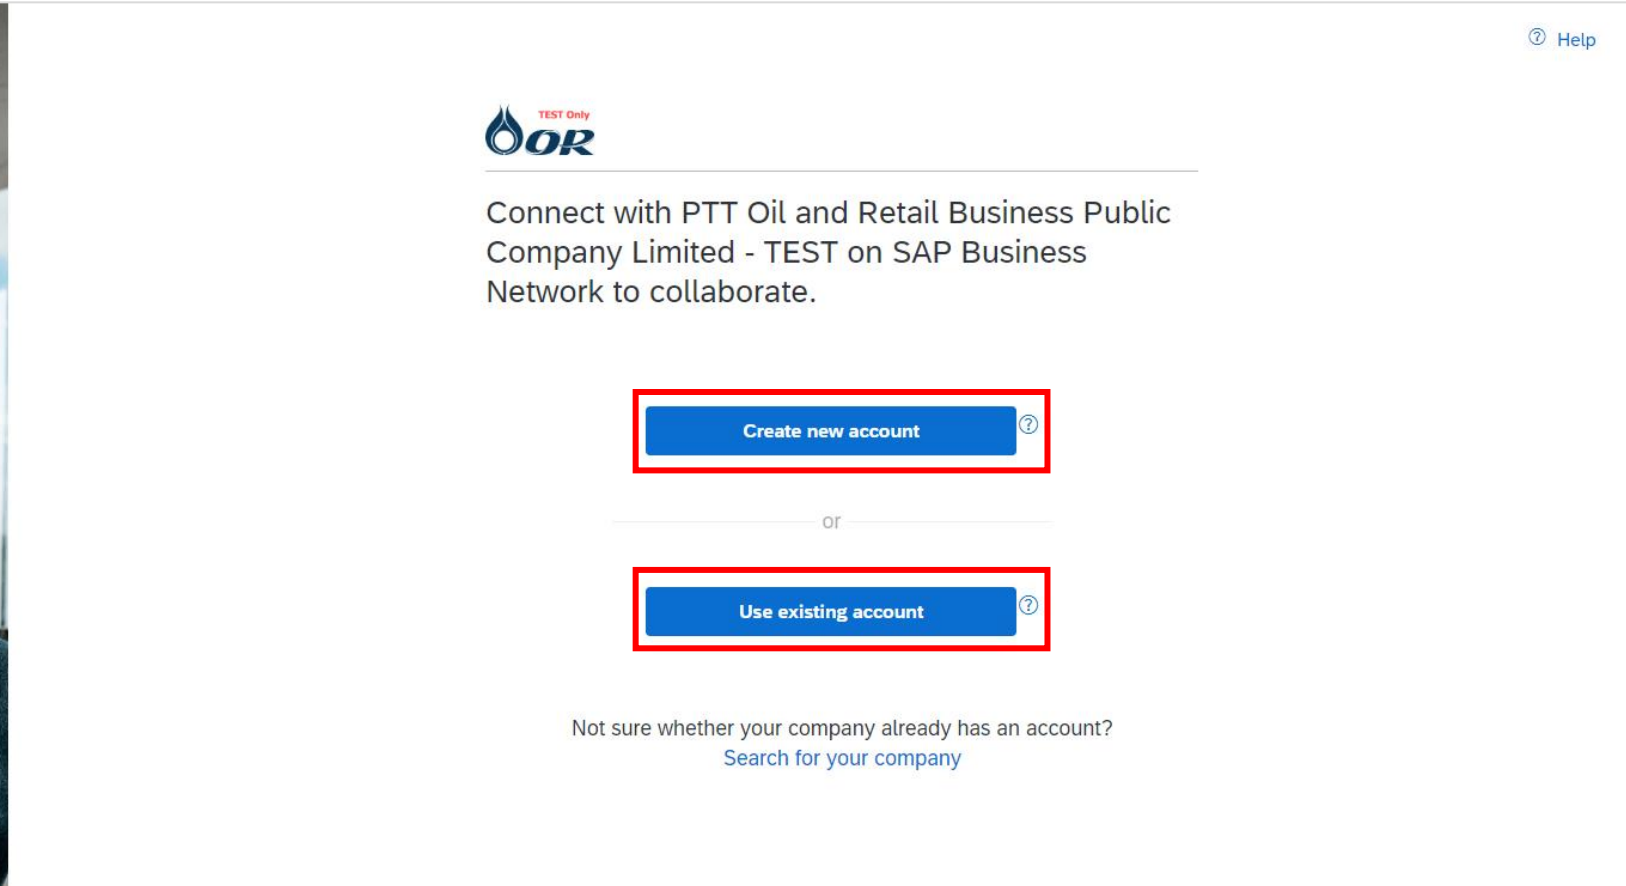 Help
TEST Only
OR
Connect with PTT Oil and Retail Business Public
Company Limited - TEST on SAP Business
Network to collaborate.
Create new account
or
Use existing account
Not sure whether your company already has an account?
Search for your company